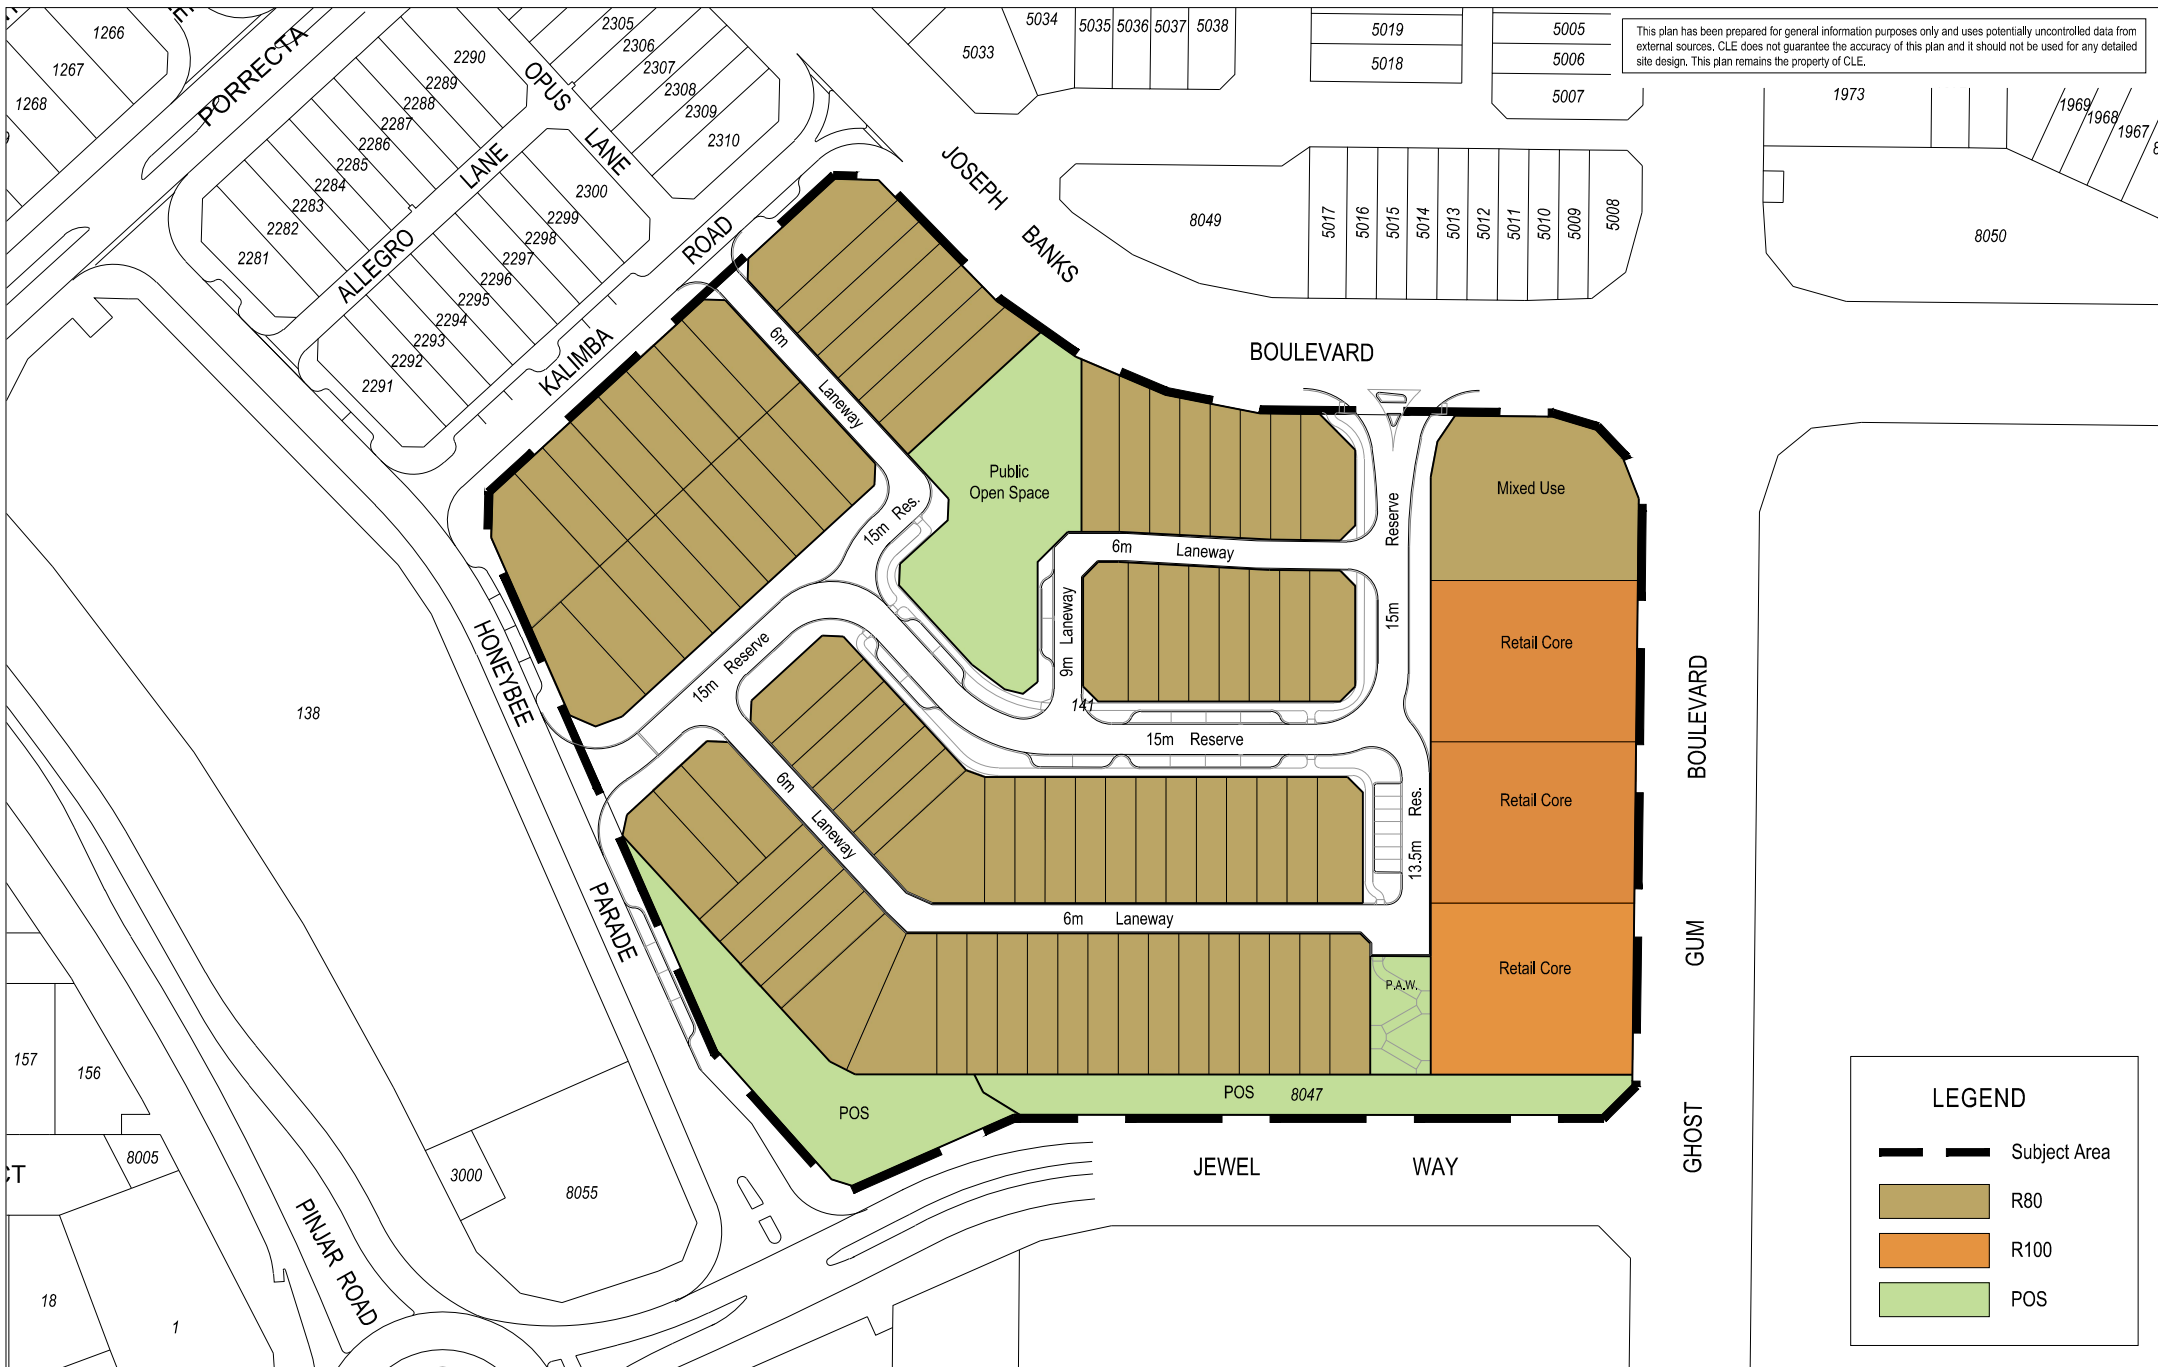 This plan has been prepared for general information purposes only and uses potentially uncontrolled data from
external sources. CLE does not guarantee the accuracy of this plan and it should not be used for any detailed
site design. This plan remains the property of CLE.
1266
1267
1268
PORRECTA
2290
2289
2288
2287
2286
2285
2284
2283
2282
2281
ALLEGRO LANE
OPUS LANE
2305
2306
2307
2308
2309
2310
2300
2299
2298
2297
2296
2295
2294
2293
2292
2291
KALIMBA ROAD
5033
5034
5035
5036
5037
5038
5019
5018
5005
5006
5007
1973
1969
1968
1967
8050
8049
5017
5016
5015
5014
5013
5012
5011
5010
5009
5008
JOSEPH BANKS BOULEVARD
6m Laneway
Public
Open Space
15m Res.
6m Laneway
9m Laneway
141
15m Reserve
15m Reserve
15m Reserve
13.5m Res.
6m Laneway
6m Laneway
Mixed Use
Retail Core
Retail Core
Retail Core
P.A.W.
POS
POS 8047
HONEYBEE PARADE
138
157
156
8005
CT
3000
8055
18
1
PINJAR ROAD
JEWEL WAY
GHOST GUM BOULEVARD
LEGEND
Subject Area
R80
R100
POS